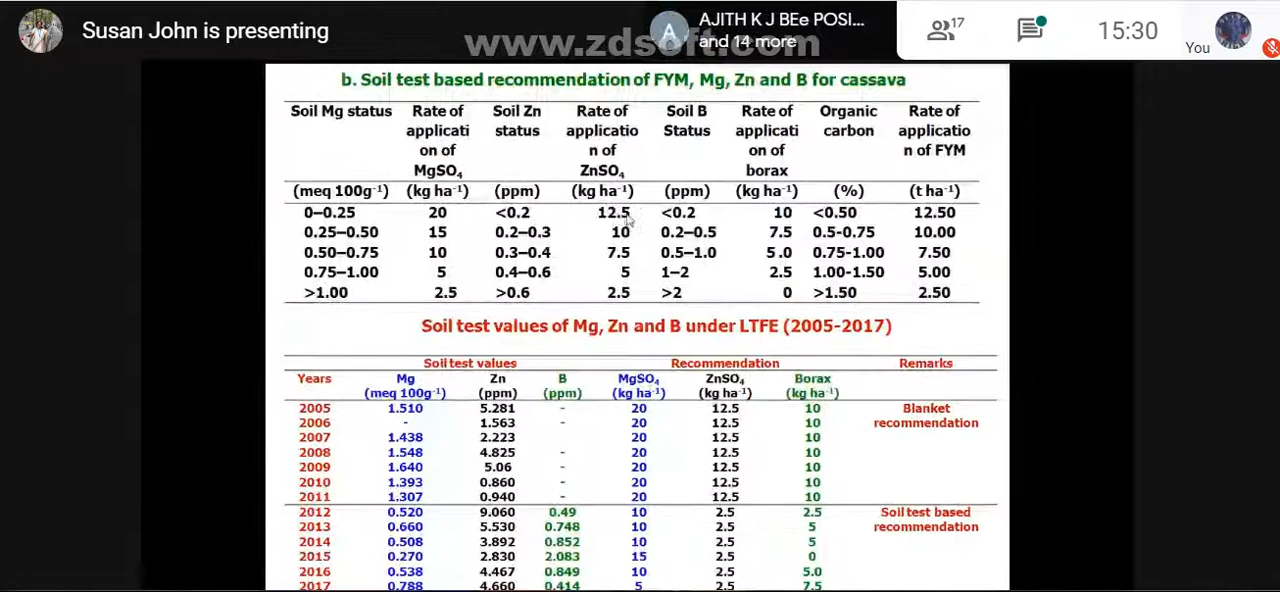 Susan John is presenting
www.zdsoft.com
A
AJITH K J BEe POSI...
and 14 more
17
15:30
You
b. Soil test based recommendation of FYM, Mg, Zn and B for cassava
Soil Mg status Rate of Soil Zn Rate of Soil B Rate of Organic Rate of
applicati status applicatio Status applicati carbon applicatio
on of n of on of n of FYM
MgSO4 ZnSO4 borax
(meq 100g-1) (kg ha-1) (ppm) (kg ha-1) (ppm) (kg ha-1) (%) (t ha-1)
0–0.25 20 <0.2 12.5 <0.2 10 <0.50 12.50
0.25–0.50 15 0.2–0.3 10 0.2–0.5 7.5 0.5-0.75 10.00
0.50–0.75 10 0.3–0.4 7.5 0.5–1.0 5.0 0.75-1.00 7.50
0.75–1.00 5 0.4–0.6 5 1–2 2.5 1.00-1.50 5.00
>1.00 2.5 >0.6 2.5 >2 0 >1.50 2.50
Soil test values of Mg, Zn and B under LTFE (2005-2017)
Soil test values Recommendation Remarks
Years Mg Zn B MgSO4 ZnSO4 Borax
(meq 100g-1) (ppm) (ppm) (kg ha-1) (kg ha-1) (kg ha-1)
2005 1.510 5.281 - 20 12.5 10 Blanket
2006 - 1.563 - 20 12.5 10 recommendation
2007 1.438 2.223 20 12.5 10
2008 1.548 4.825 - 20 12.5 10
2009 1.640 5.06 - 20 12.5 10
2010 1.393 0.860 - 20 12.5 10
2011 1.307 0.940 - 20 12.5 10
2012 0.520 9.060 0.49 10 2.5 2.5 Soil test based
2013 0.660 5.530 0.748 10 2.5 5 recommendation
2014 0.508 3.892 0.852 10 2.5 5
2015 0.270 2.830 2.083 15 2.5 0
2016 0.538 4.467 0.849 10 2.5 5.0
2017 0.788 4.660 0.414 5 2.5 7.5